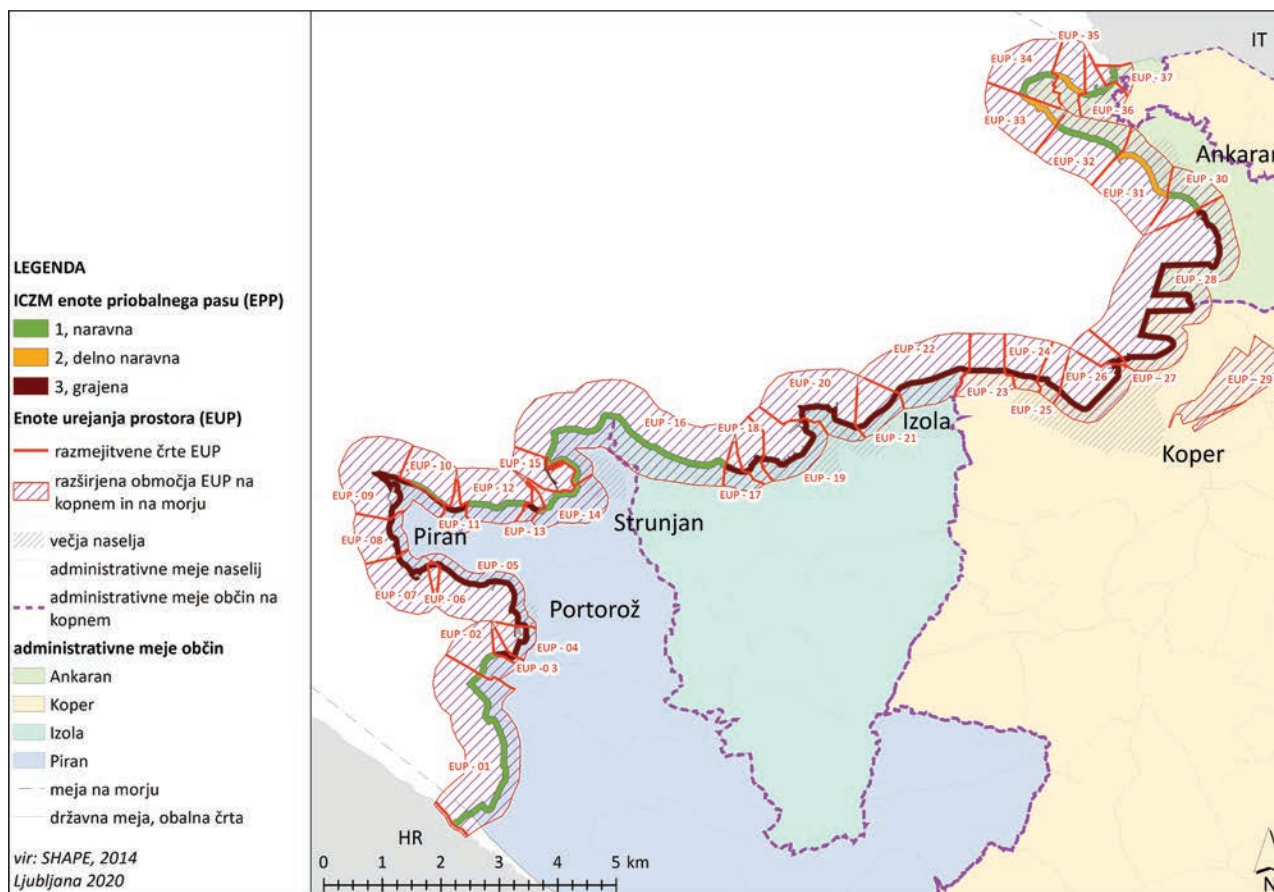 LEGENDA
ICZM enote priobalnega pasu (EPP)
1, naravna
2, delno naravna
3, grajena
Enote urejanja prostora (EUP)
razmejitvene črte EUP
razširjena območja EUP na
kopnem in na morju
večja naselja
administrativne meje naselij
administrativne meje občin na
kopnem
administrativne meje občin
Ankaran
Koper
Izola
Piran
meja na morju
državna meja, obalna črta
vir: SHAPE, 2014
Ljubljana 2020
IT
EUP - 35
EUP - 34
EUP - 37
EUP - 36
EUP - 33
EUP - 32
Ankaran
EUP - 30
EUP - 31
EUP - 28
EUP - 22
EUP - 24
EUP - 26
EUP - 27
EUP - 29
EUP - 20
EUP - 23
EUP - 25
Izola
EUP - 21
EUP - 16
EUP - 18
Koper
EUP - 15
EUP - 10
EUP - 19
EUP - 17
EUP - 12
EUP - 09
EUP - 14
EUP - 11
EUP - 13
Strunjan
Piran
EUP - 08
EUP - 05
EUP - 07
EUP - 06
Portorož
EUP - 02
EUP - 04
EUP -0 3
EUP - 01
HR
0 1 2 3 4 5 km
N